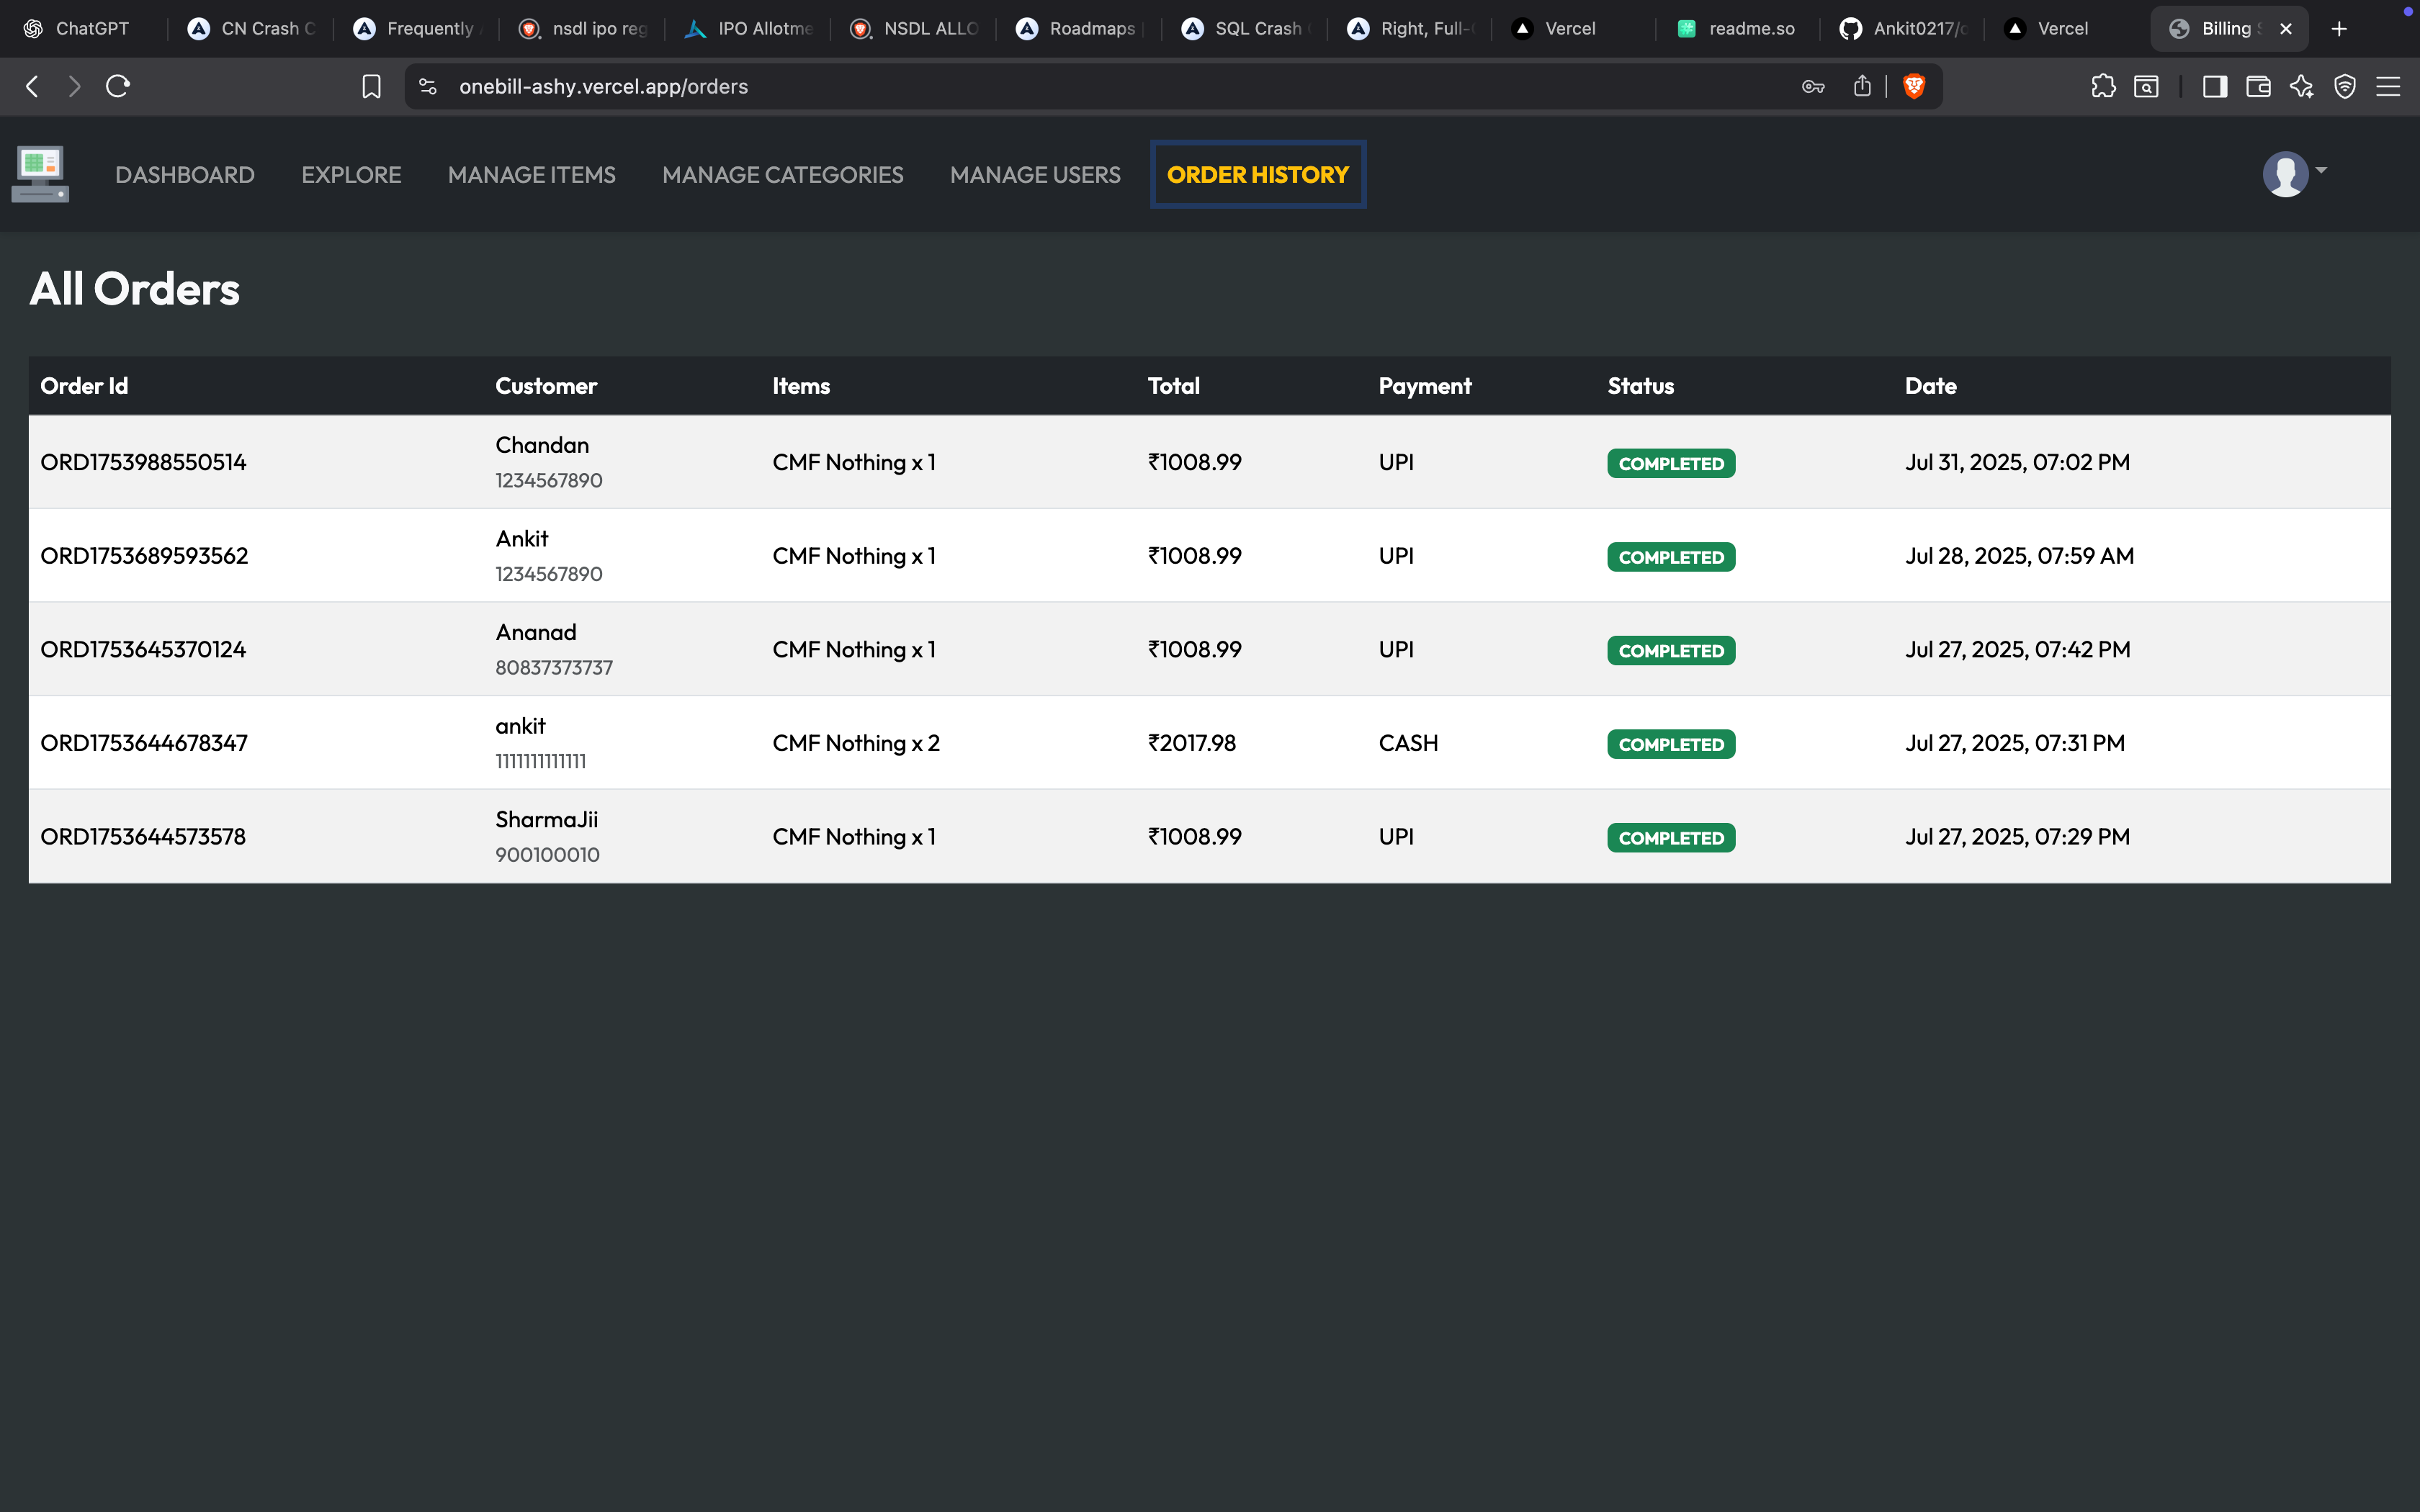 ChatGPT CN Crash C Frequently nsdl ipo reg IPO Allotme NSDL ALLO Roadmaps SQL Crash Right, Full- Vercel readme.so Ankit0217/o Vercel Billing
onebill-ashy.vercel.app/orders
DASHBOARD EXPLORE MANAGE ITEMS MANAGE CATEGORIES MANAGE USERS ORDER HISTORY
All Orders
Order Id Customer Items Total Payment Status Date
ORD1753988550514 Chandan CMF Nothing x 1 ₹1008.99 UPI COMPLETED Jul 31, 2025, 07:02 PM
1234567890
ORD1753689593562 Ankit CMF Nothing x 1 ₹1008.99 UPI COMPLETED Jul 28, 2025, 07:59 AM
1234567890
ORD1753645370124 Ananad CMF Nothing x 1 ₹1008.99 UPI COMPLETED Jul 27, 2025, 07:42 PM
80837373737
ORD1753644678347 ankit CMF Nothing x 2 ₹2017.98 CASH COMPLETED Jul 27, 2025, 07:31 PM
ORD1753644573578 SharmaJii CMF Nothing x 1 ₹1008.99 UPI COMPLETED Jul 27, 2025, 07:29 PM
900100010